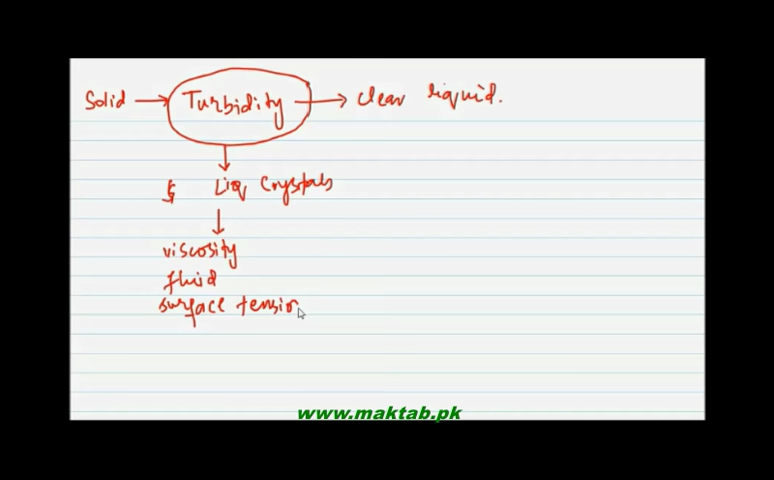 Solid → Turbidity → clear liquid.
Liq Crystals
viscosity
fluid
surface tension
www.maktab.pk